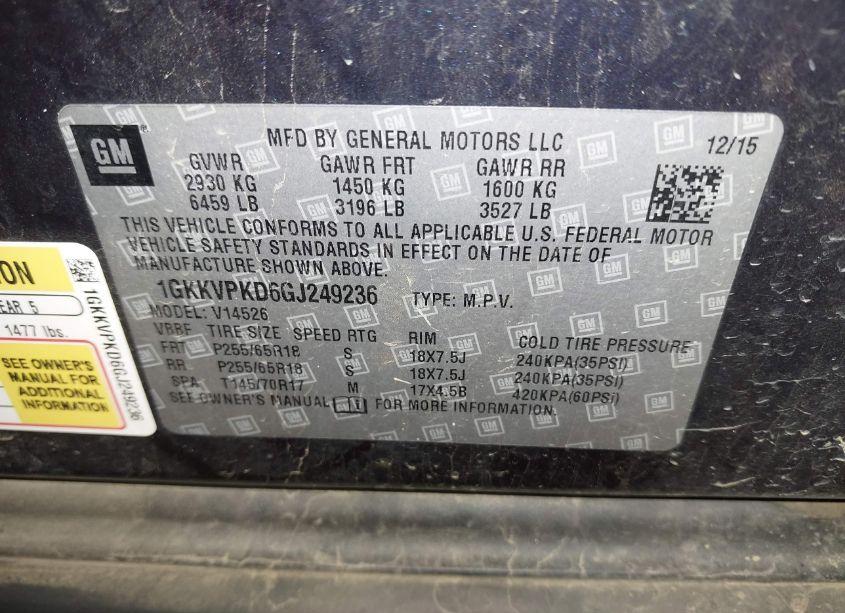 GM
MFD BY GENERAL MOTORS LLC
12/15
GVWR GAWR FRT GAWR RR
2930 KG 1450 KG 1600 KG
6459 LB 3196 LB 3527 LB
THIS VEHICLE CONFORMS TO ALL APPLICABLE U.S. FEDERAL MOTOR
VEHICLE SAFETY STANDARDS IN EFFECT ON THE DATE OF
MANUFACTURE SHOWN ABOVE.
1GKKVPKD6GJ249236 TYPE: M.P.V.
MODEL: V14526
VBBF TIRE SIZE SPEED RTG RIM COLD TIRE PRESSURE
FRT P255/65R18 S 18X7.5J 240KPA(35PSI)
RR P255/65R18 S 18X7.5J 240KPA(35PSI)
SPA T145/70R17 M 17X4.5B 420KPA(60PSI)
SEE OWNER'S MANUAL FOR MORE INFORMATION.
ION
EAR 5
1477 lbs.
SEE OWNER'S
MANUAL FOR
ADDITIONAL
INFORMATION
1GKKVPKD6GJ249236